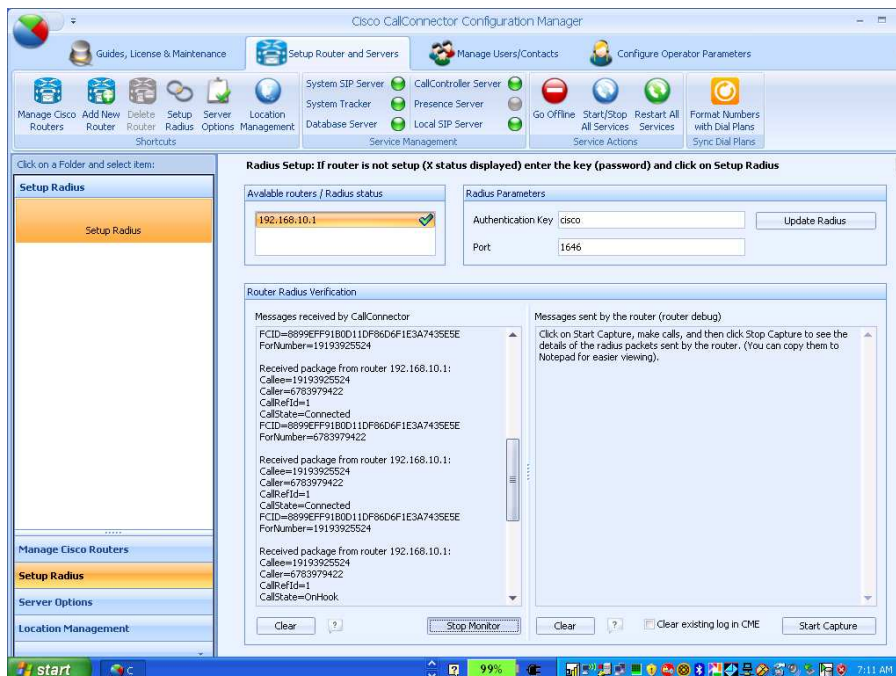 Cisco CallConnector Configuration Manager
Guides, License & Maintenance
Setup Router and Servers
Manage Users/Contacts
Configure Operator Parameters
Manage Cisco Routers
Add New Router
Delete Router
Setup Radius
Server Options
Location Management
Shortcuts
System SIP Server
CallController Server
System Tracker
Presence Server
Database Server
Local SIP Server
Service Management
Go Offline
Start/Stop All Services
Restart All Services
Service Actions
Format Numbers with Dial Plans
Sync Dial Plans
Click on a Folder and select item:
Setup Radius
Setup Radius
Manage Cisco Routers
Setup Radius
Server Options
Location Management
Radius Setup: If router is not setup (X status displayed) enter the key (password) and click on Setup Radius
Available routers / Radius status
192.168.10.1
Radius Parameters
Authentication Key
cisco
Update Radius
Port
1646
Router Radius Verification
Messages received by CallConnector
FCID=8899EFF91B0D11DF86D6F1E3A7435E5E
ForNumber=19193925524
Received package from router 192.168.10.1:
Callee=19193925524
Caller=6783979422
CallRefId=1
CallState=Connected
FCID=8899EFF91B0D11DF86D6F1E3A7435E5E
ForNumber=6783979422
Received package from router 192.168.10.1:
Callee=19193925524
Caller=6783979422
CallRefId=1
CallState=Connected
FCID=8899EFF91B0D11DF86D6F1E3A7435E5E
ForNumber=19193925524
Received package from router 192.168.10.1:
Callee=19193925524
Caller=6783979422
CallRefId=1
CallState=OnHook
Clear
?
Stop Monitor
Messages sent by the router (router debug)
Click on Start Capture, make calls, and then click Stop Capture to see the
details of the radius packets sent by the router. (You can copy them to
Notepad for easier viewing).
Clear
?
Clear existing log in CME
Start Capture
start
C
?
99%
7:11 AM